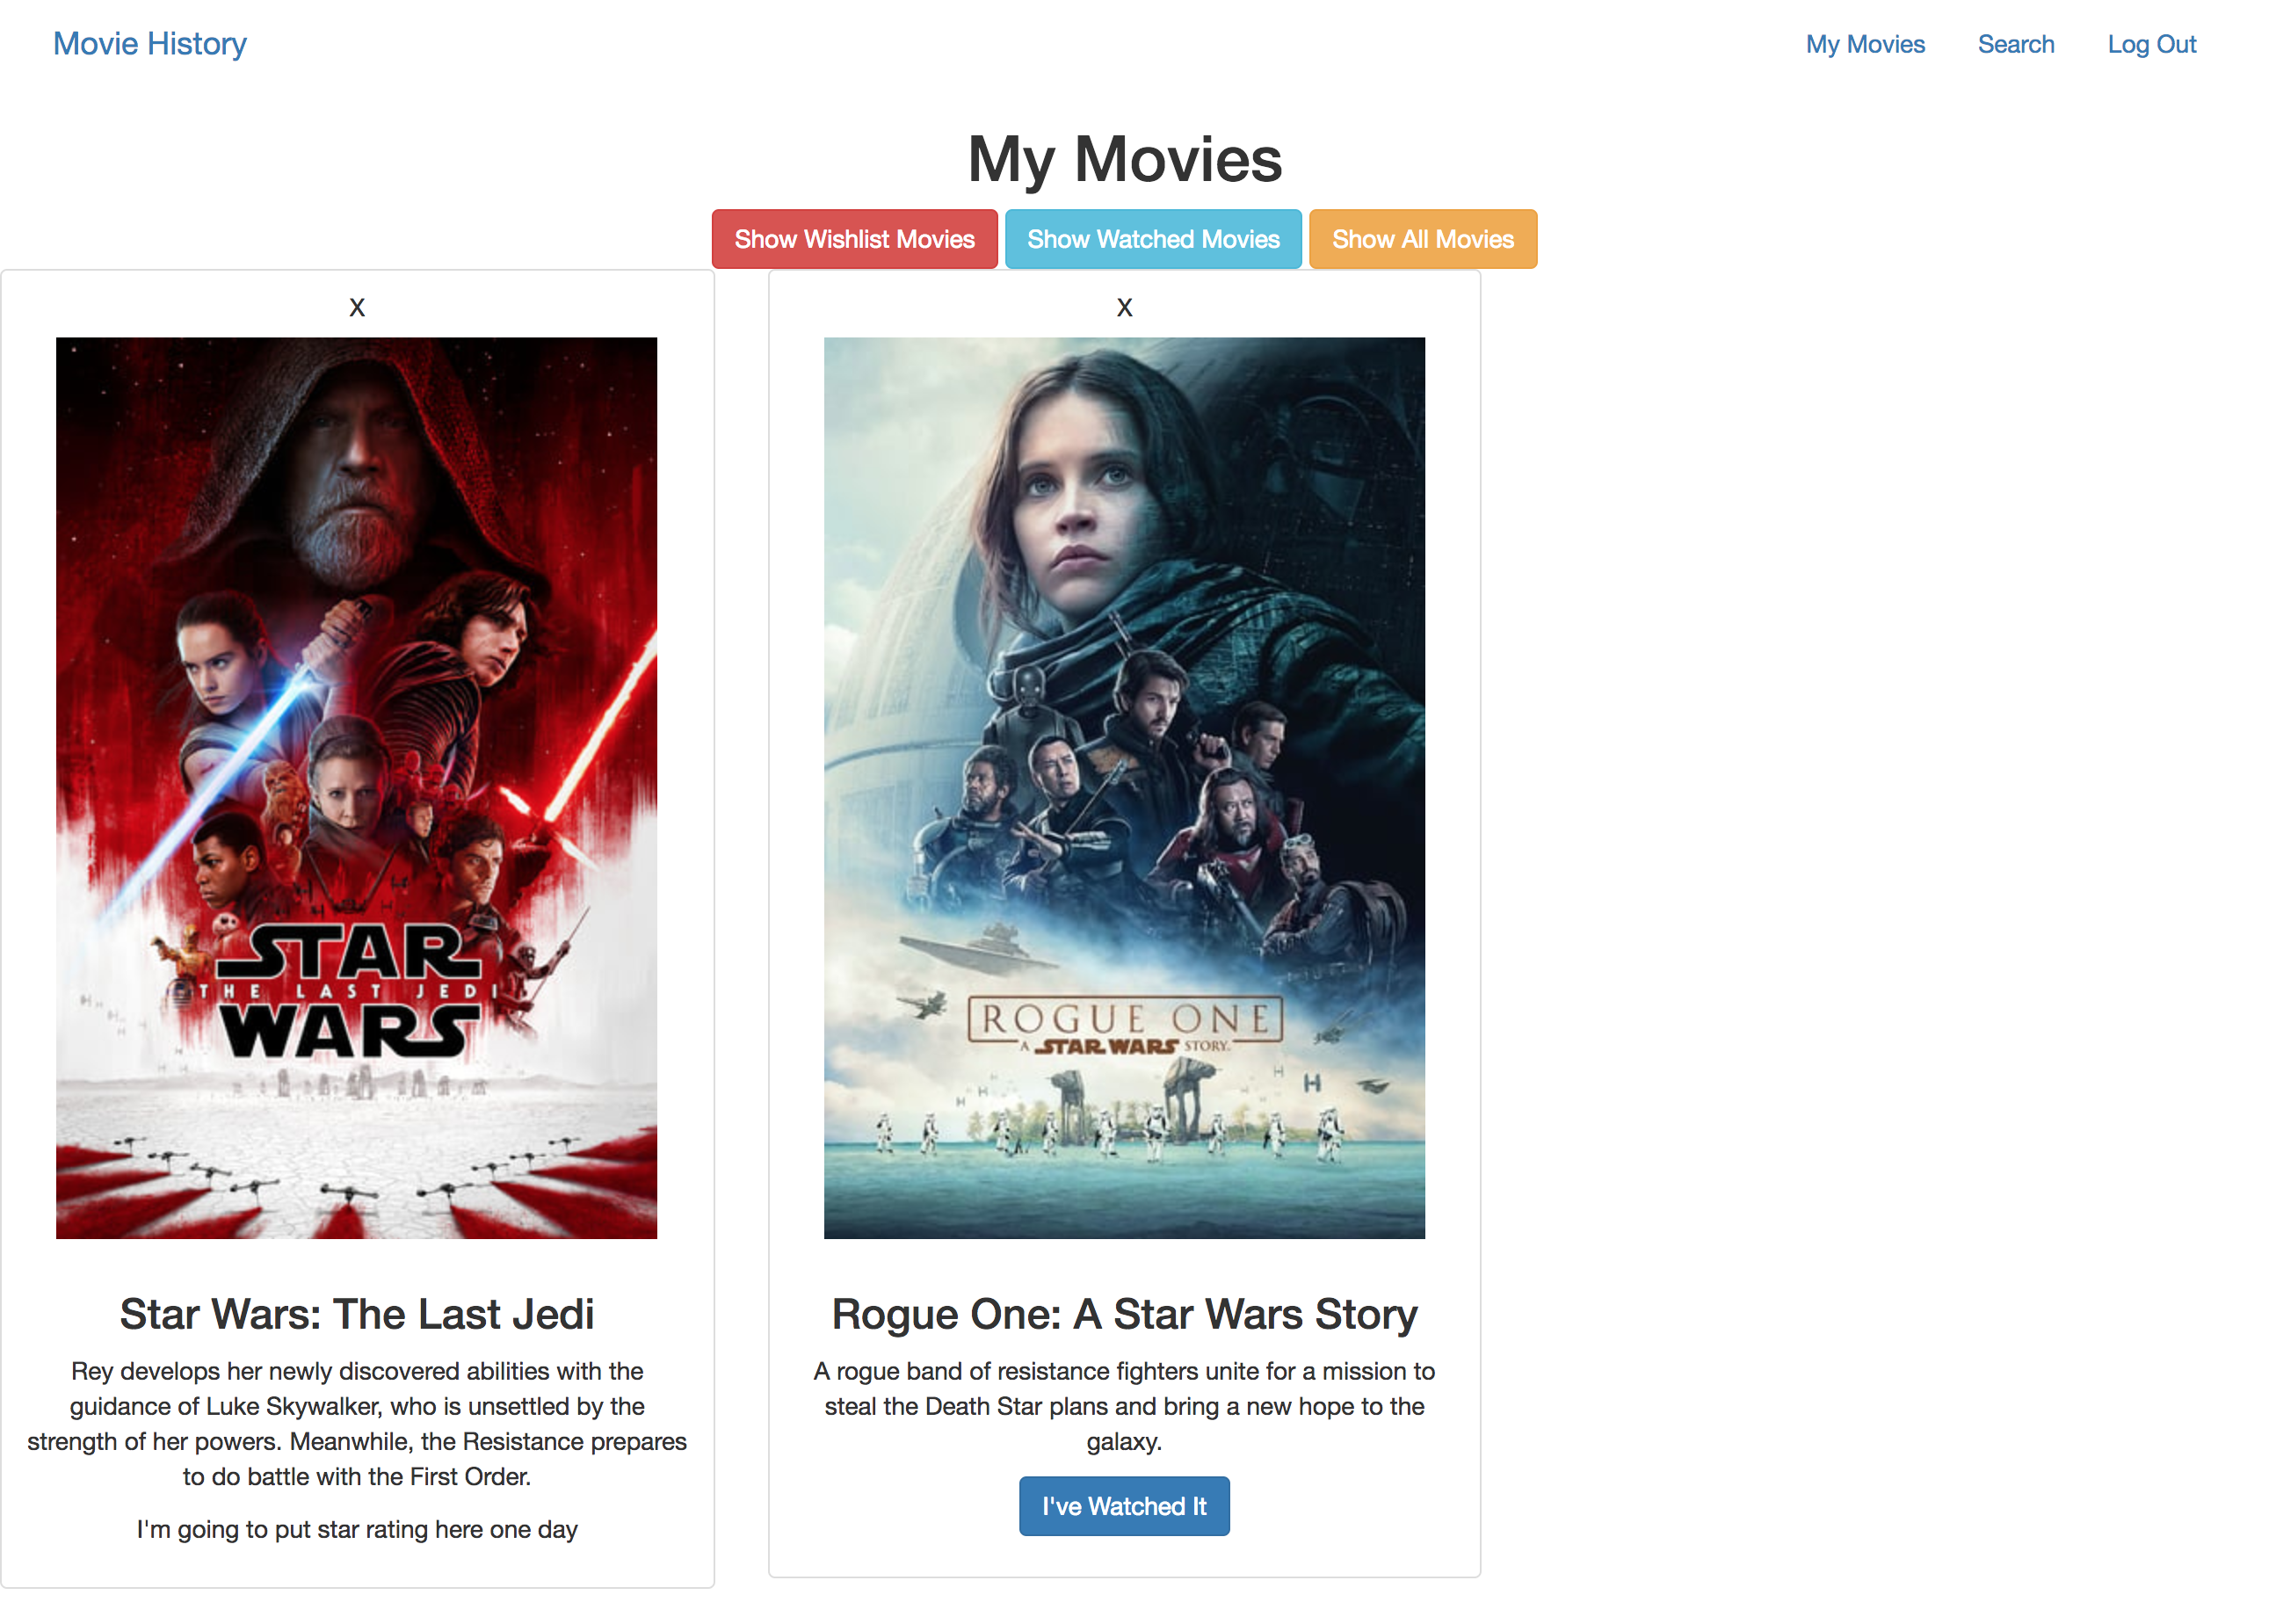 Movie History
My Movies
Search
Log Out
My Movies
Show Wishlist Movies
Show Watched Movies
Show All Movies
X
STAR
THE LAST JEDI
WARS
Star Wars: The Last Jedi
Rey develops her newly discovered abilities with the
guidance of Luke Skywalker, who is unsettled by the
strength of her powers. Meanwhile, the Resistance prepares
to do battle with the First Order.
I'm going to put star rating here one day
X
ROGUE ONE
A STAR WARS STORY
Rogue One: A Star Wars Story
A rogue band of resistance fighters unite for a mission to
steal the Death Star plans and bring a new hope to the
galaxy.
I've Watched It